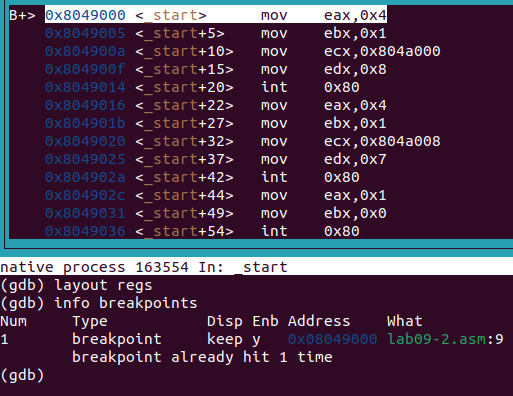 B+> 0x8049000 <_start> mov eax,0x4
0x8049005 <_start+5> mov ebx,0x1
0x804900a <_start+10> mov ecx,0x804a000
0x804900f <_start+15> mov edx,0x8
0x8049014 <_start+20> int 0x80
0x8049016 <_start+22> mov eax,0x4
0x804901b <_start+27> mov ebx,0x1
0x8049020 <_start+32> mov ecx,0x804a008
0x8049025 <_start+37> mov edx,0x7
0x804902a <_start+42> int 0x80
0x804902c <_start+44> mov eax,0x1
0x8049031 <_start+49> mov ebx,0x0
0x8049036 <_start+54> int 0x80
native process 163554 In: _start
(gdb) layout regs
(gdb) info breakpoints
Num Type Disp Enb Address What
1 breakpoint keep y 0x08049000 lab09-2.asm:9
breakpoint already hit 1 time
(gdb)